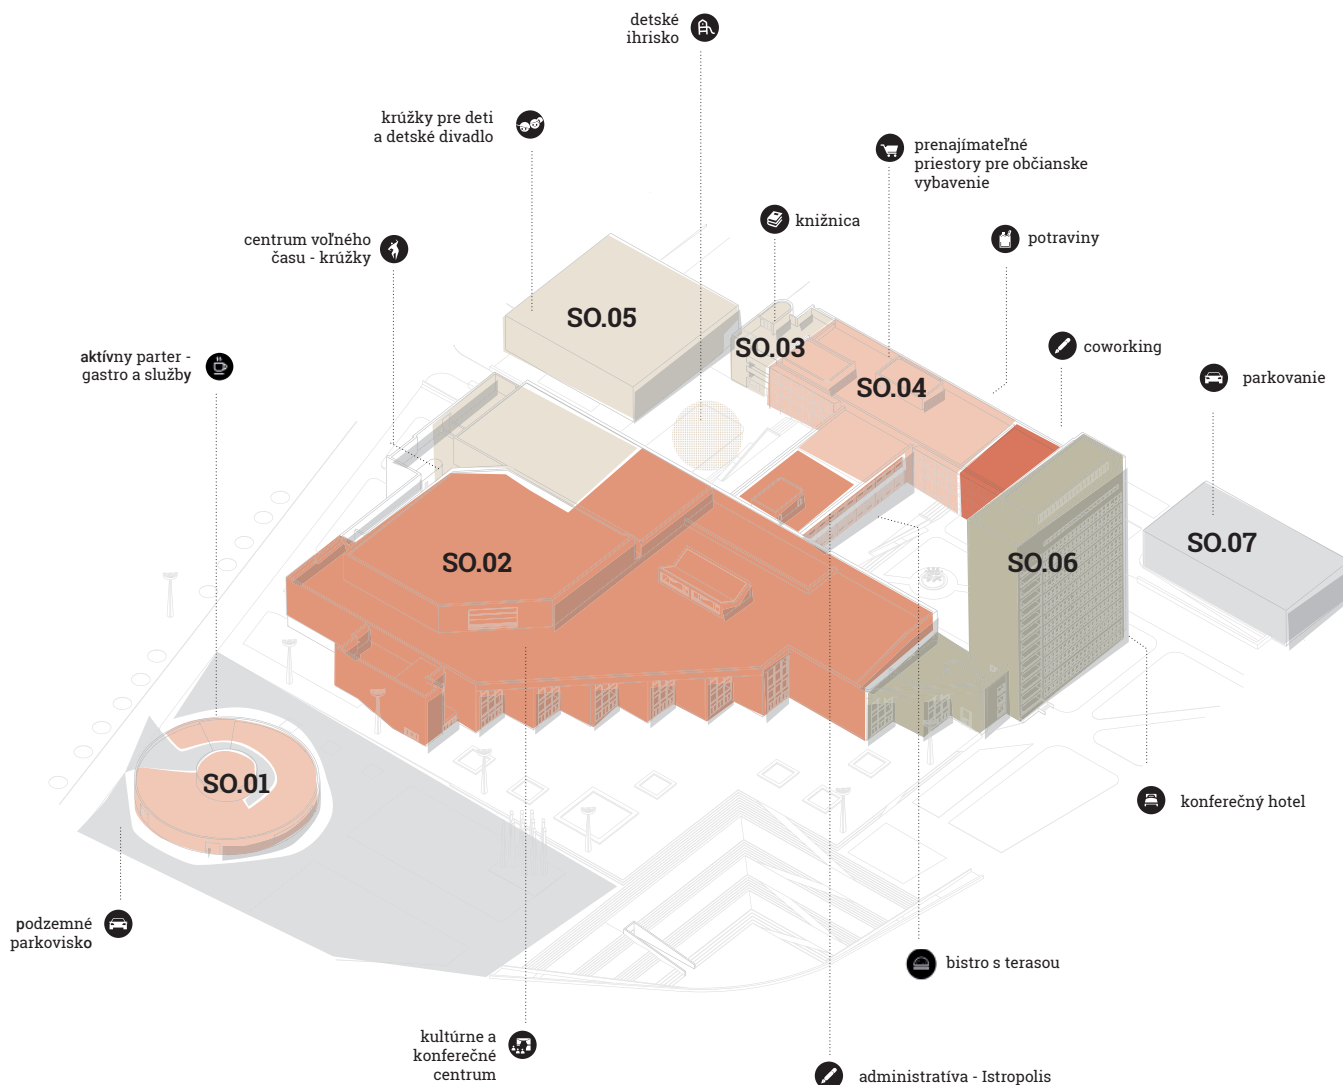 detské
ihrisko
krúžky pre deti
a detské divadlo
prenajímateľné
priestory pre občianske
vybavenie
knižnica
potraviny
centrum voľného
času - krúžky
SO.05
SO.03
SO.04
coworking
aktívny parter -
gastro a služby
parkovanie
SO.02
SO.06
SO.07
SO.01
konferečný hotel
podzemné
parkovisko
bistro s terasou
kultúrne a
konferečné
centrum
administratíva - Istropolis